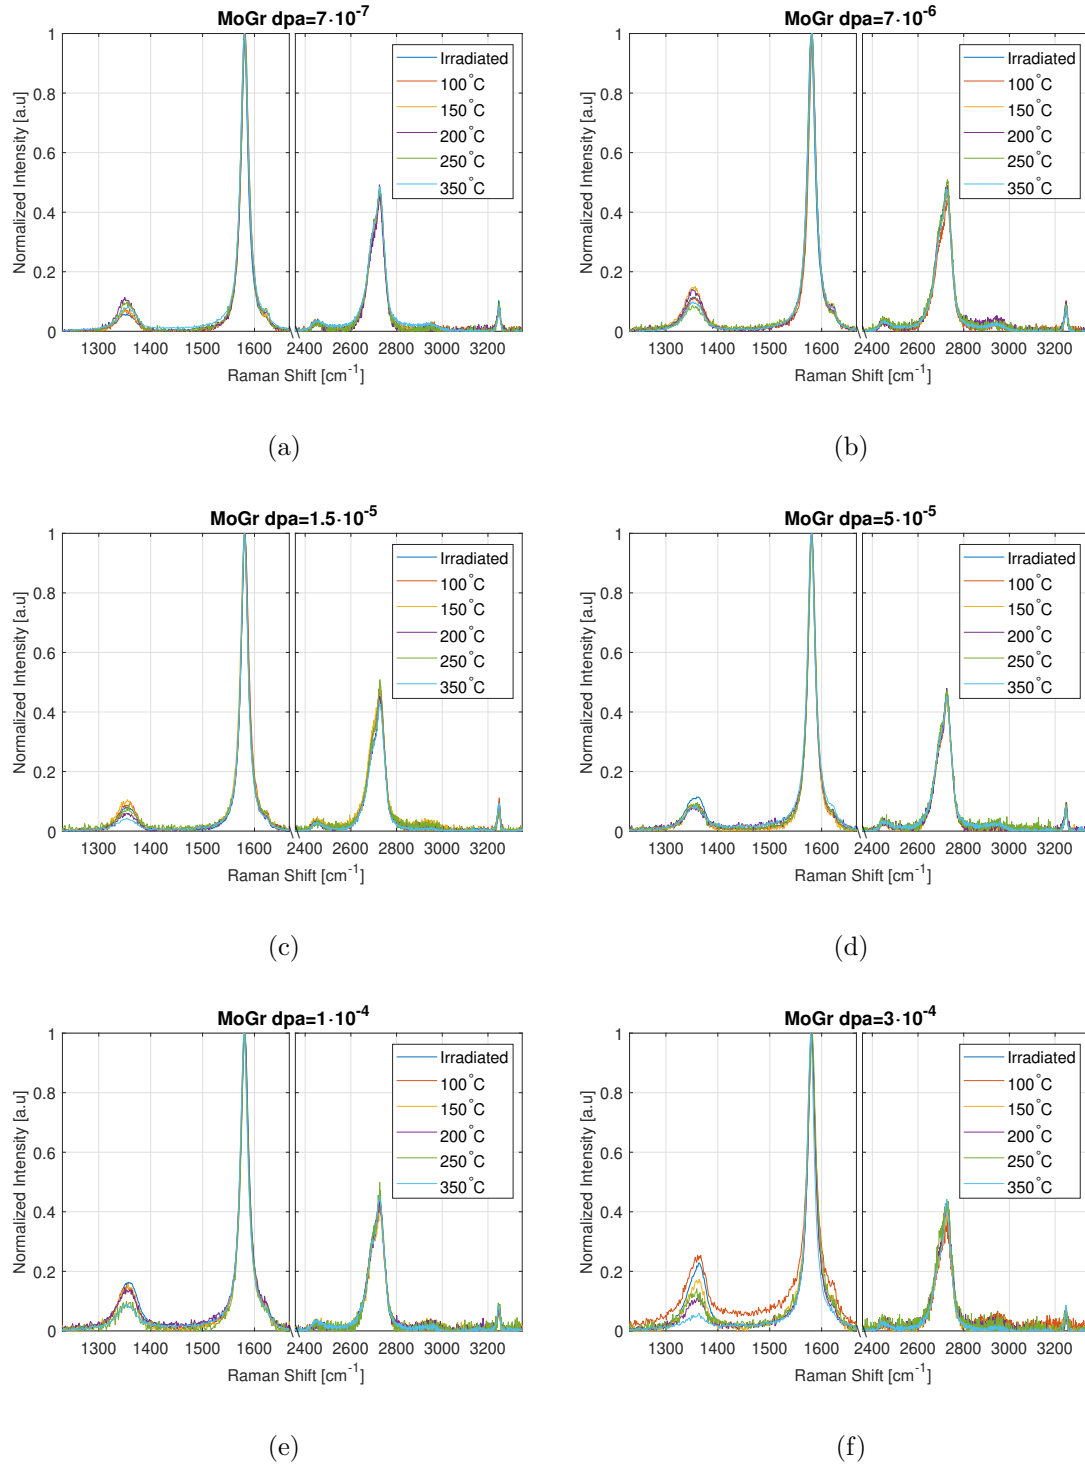 MoGr dpa=7·10⁻⁷
Normalized Intensity [a.u]
1
0.8
0.6
0.4
0.2
0
Irradiated
100°C
150°C
200°C
250°C
350°C
1300 1400 1500 1600 2400 2600 2800 3000 3200
Raman Shift [cm⁻¹]
(a)
MoGr dpa=7·10⁻⁶
Normalized Intensity [a.u]
1
0.8
0.6
0.4
0.2
0
Irradiated
100°C
150°C
200°C
250°C
350°C
1300 1400 1500 1600 2400 2600 2800 3000 3200
Raman Shift [cm⁻¹]
(b)
MoGr dpa=1.5·10⁻⁵
Normalized Intensity [a.u]
1
0.8
0.6
0.4
0.2
0
Irradiated
100°C
150°C
200°C
250°C
350°C
1300 1400 1500 1600 2400 2600 2800 3000 3200
Raman Shift [cm⁻¹]
(c)
MoGr dpa=5·10⁻⁵
Normalized Intensity [a.u]
1
0.8
0.6
0.4
0.2
0
Irradiated
100°C
150°C
200°C
250°C
350°C
1300 1400 1500 1600 2400 2600 2800 3000 3200
Raman Shift [cm⁻¹]
(d)
MoGr dpa=1·10⁻⁴
Normalized Intensity [a.u]
1
0.8
0.6
0.4
0.2
0
Irradiated
100°C
150°C
200°C
250°C
350°C
1300 1400 1500 1600 2400 2600 2800 3000 3200
Raman Shift [cm⁻¹]
(e)
MoGr dpa=3·10⁻⁴
Normalized Intensity [a.u]
1
0.8
0.6
0.4
0.2
0
Irradiated
100°C
150°C
200°C
250°C
350°C
1300 1400 1500 1600 2400 2600 2800 3000 3200
Raman Shift [cm⁻¹]
(f)